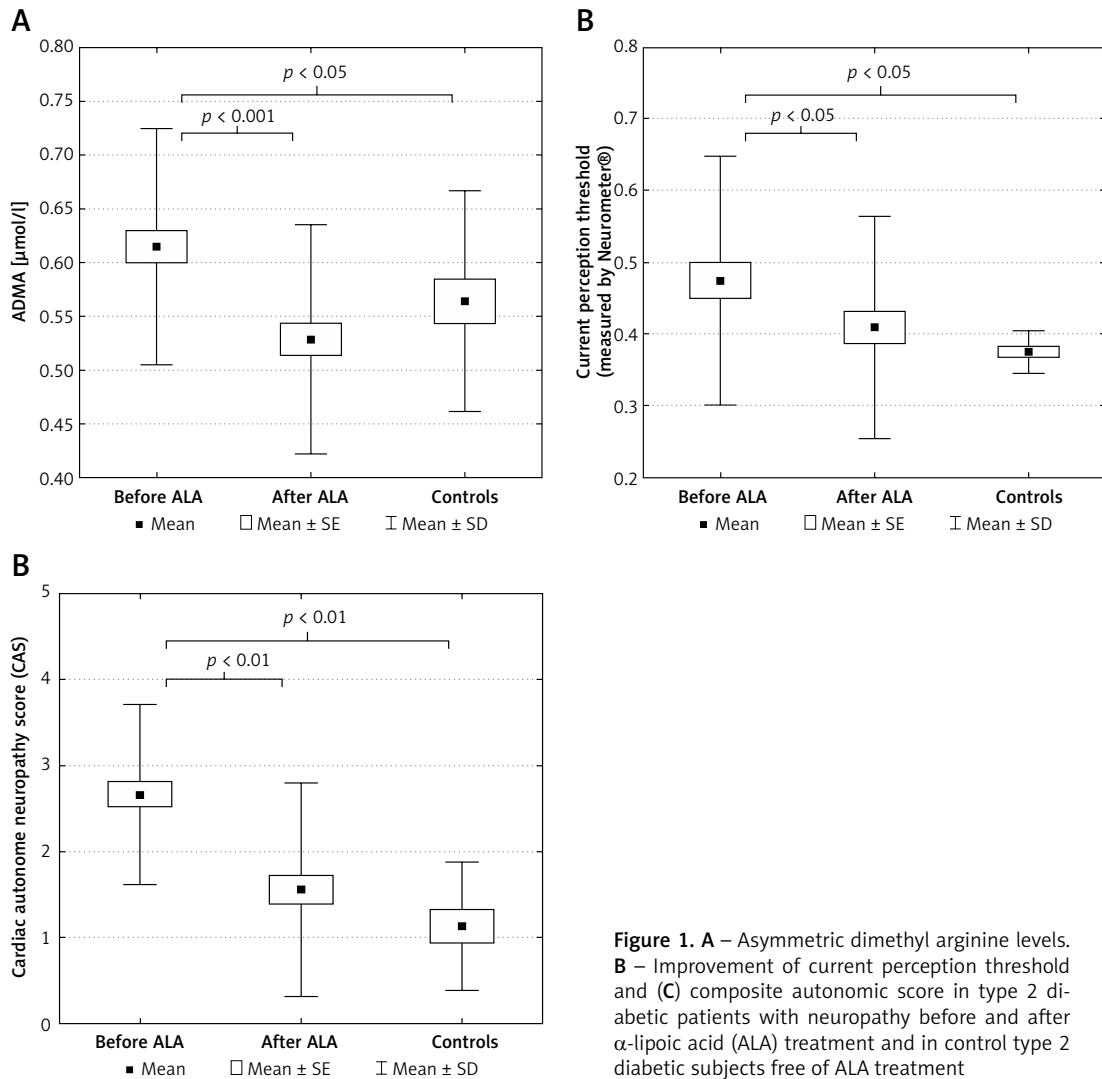 A
ADMA [µmol/l]
0.80
0.75
0.70
0.65
0.60
0.55
0.50
0.45
0.40
p < 0.05
p < 0.001
Before ALA After ALA Controls
Mean Mean ± SE Mean ± SD
B
Current perception threshold
(measured by Neurometer®)
0.8
0.7
0.6
0.5
0.4
0.3
0.2
p < 0.05
p < 0.05
Before ALA After ALA Controls
Mean Mean ± SE Mean ± SD
B
Cardiac autonome neuropathy score (CAS)
5
4
3
2
1
0
p < 0.01
p < 0.01
Before ALA After ALA Controls
Mean Mean ± SE Mean ± SD
Figure 1. A – Asymmetric dimethyl arginine levels.
B – Improvement of current perception threshold
and (C) composite autonomic score in type 2 di-
abetic patients with neuropathy before and after
α-lipoic acid (ALA) treatment and in control type 2
diabetic subjects free of ALA treatment